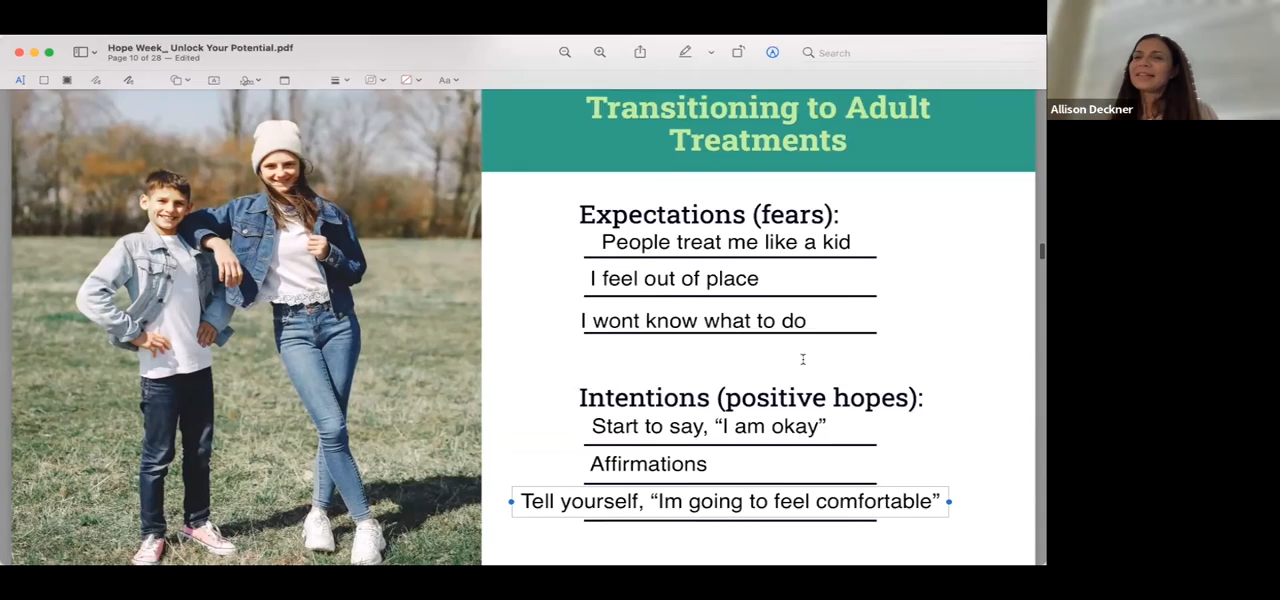 Hope Week_ Unlock Your Potential.pdf
Page 10 of 28 — Edited
Search
Allison Deckner
Transitioning to Adult
Treatments
Expectations (fears):
People treat me like a kid
I feel out of place
I wont know what to do
Intentions (positive hopes):
Start to say, “I am okay”
Affirmations
Tell yourself, “Im going to feel comfortable”